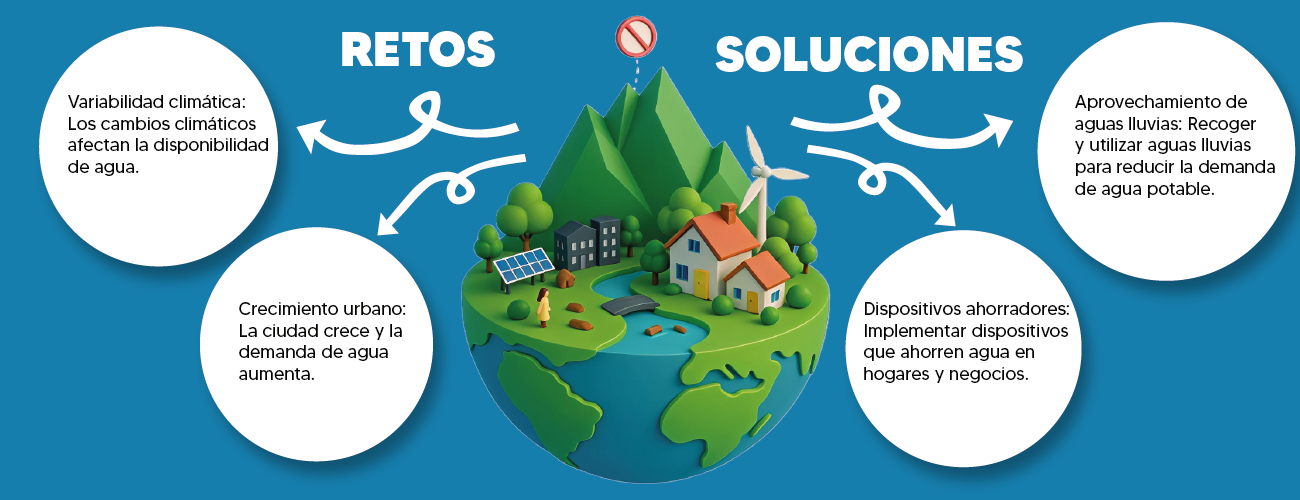 RETOS
Variabilidad climática:
Los cambios climáticos
afectan la disponibilidad
de agua.
Crecimiento urbano:
La ciudad crece y la
demanda de agua
aumenta.
SOLUCIONES
Aprovechamiento de
aguas lluvias: Recoger
y utilizar aguas lluvias
para reducir la demanda
de agua potable.
Dispositivos ahorradores:
Implementar dispositivos
que ahorren agua en
hogares y negocios.